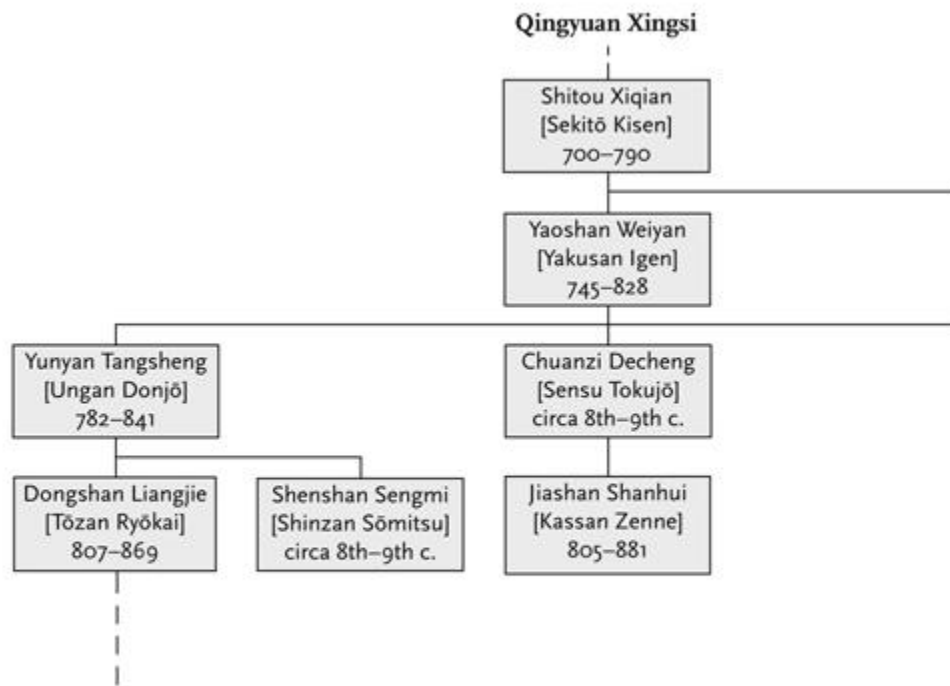 Qingyuan Xingsi
Shitou Xiqian
[Sekitō Kisen]
700–790
Yaoshan Weiyan
[Yakusan Igen]
745–828
Yunyan Tangsheng
[Ungan Donjō]
782–841
Chuanzi Decheng
[Sensu Tokujō]
circa 8th–9th c.
Dongshan Liangjie
[Tōzan Ryōkai]
807–869
Shenshan Sengmi
[Shinzan Sōmitsu]
circa 8th–9th c.
Jiashan Shanhui
[Kassan Zenne]
805–881